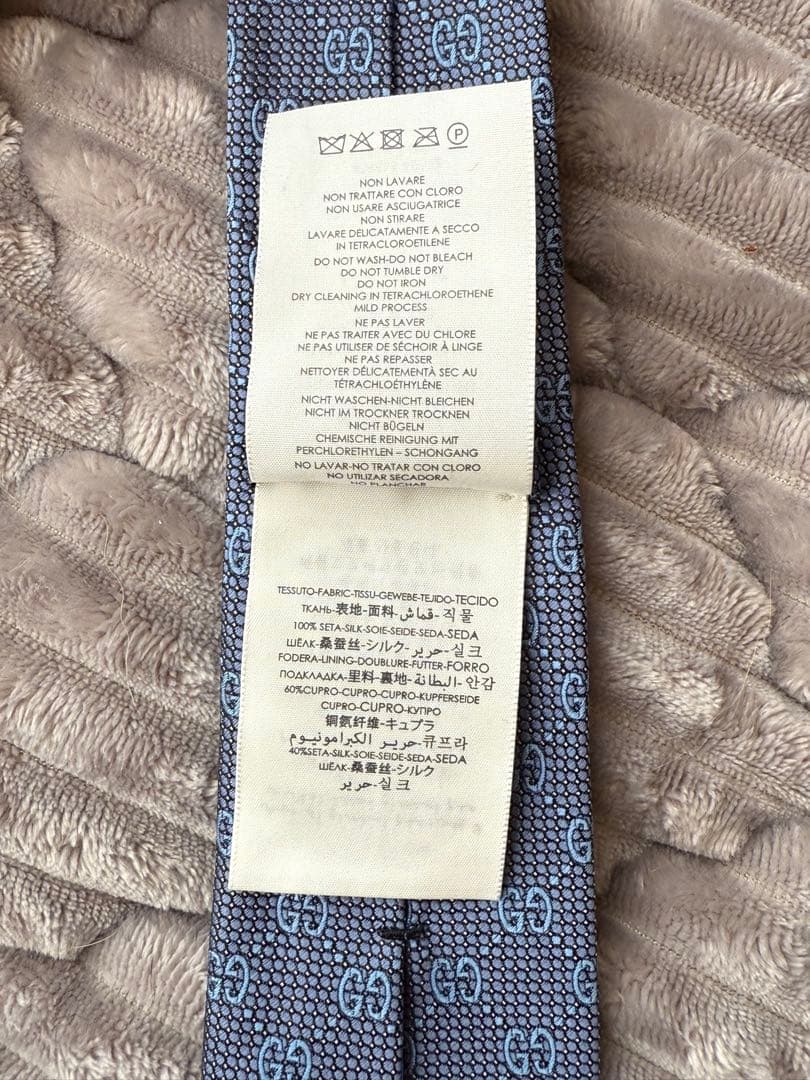 P
NON LAVARE
NON TRATTARE CON CLORO
NON USARE ASCIUGATRICE
NON STIRARE
LAVARE DELICATAMENTE A SECCO
IN TETRACLOROETILENE
DO NOT WASH-DO NOT BLEACH
DO NOT TUMBLE DRY
DO NOT IRON
DRY CLEANING IN TETRACHLOROETHENE
MILD PROCESS
NE PAS LAVER
NE PAS TRAITER AVEC DU CHLORE
NE PAS UTILISER DE SÉCHOIR À LINGE
NE PAS REPASSER
NETTOYER DÉLICATEMENTÀ SEC AU
TÉTRACHLOÉTHYLÈNE
NICHT WASCHEN-NICHT BLEICHEN
NICHT IM TROCKNER TROCKNEN
NICHT BÜGELN
CHEMISCHE REINIGUNG MIT
PERCHLORETHYLEN – SCHONGANG
NO LAVAR-NO TRATAR CON CLORO
NO UTILIZAR SECADORA
NO PLANCHAR
TESSUTO-FABRIC-TISSU-GEWEBE-TEJIDO-TECIDO
ТКАНЬ-表地-面料-قماش-직물
100% SETA-SILK-SOIE-SEIDE-SEDA-SEDA
ШЁЛК-桑蚕丝-シルク-حرير-실크
FODERA-LINING-DOUBLURE-FUTTER-FORRO
ПОДКЛАДКА-里料-裏地-البطانة-안감
60%CUPRO-CUPRO-CUPRO-KUPFERSEIDE
CUPRO-CUPRO-КУПРО
铜氨纤维-キュプラ
حرير الكبرامونيوم-큐프라
40%SETA-SILK-SOIE-SEIDE-SEDA-SEDA
ШЁЛК-桑蚕丝-シルク
حرير-실크